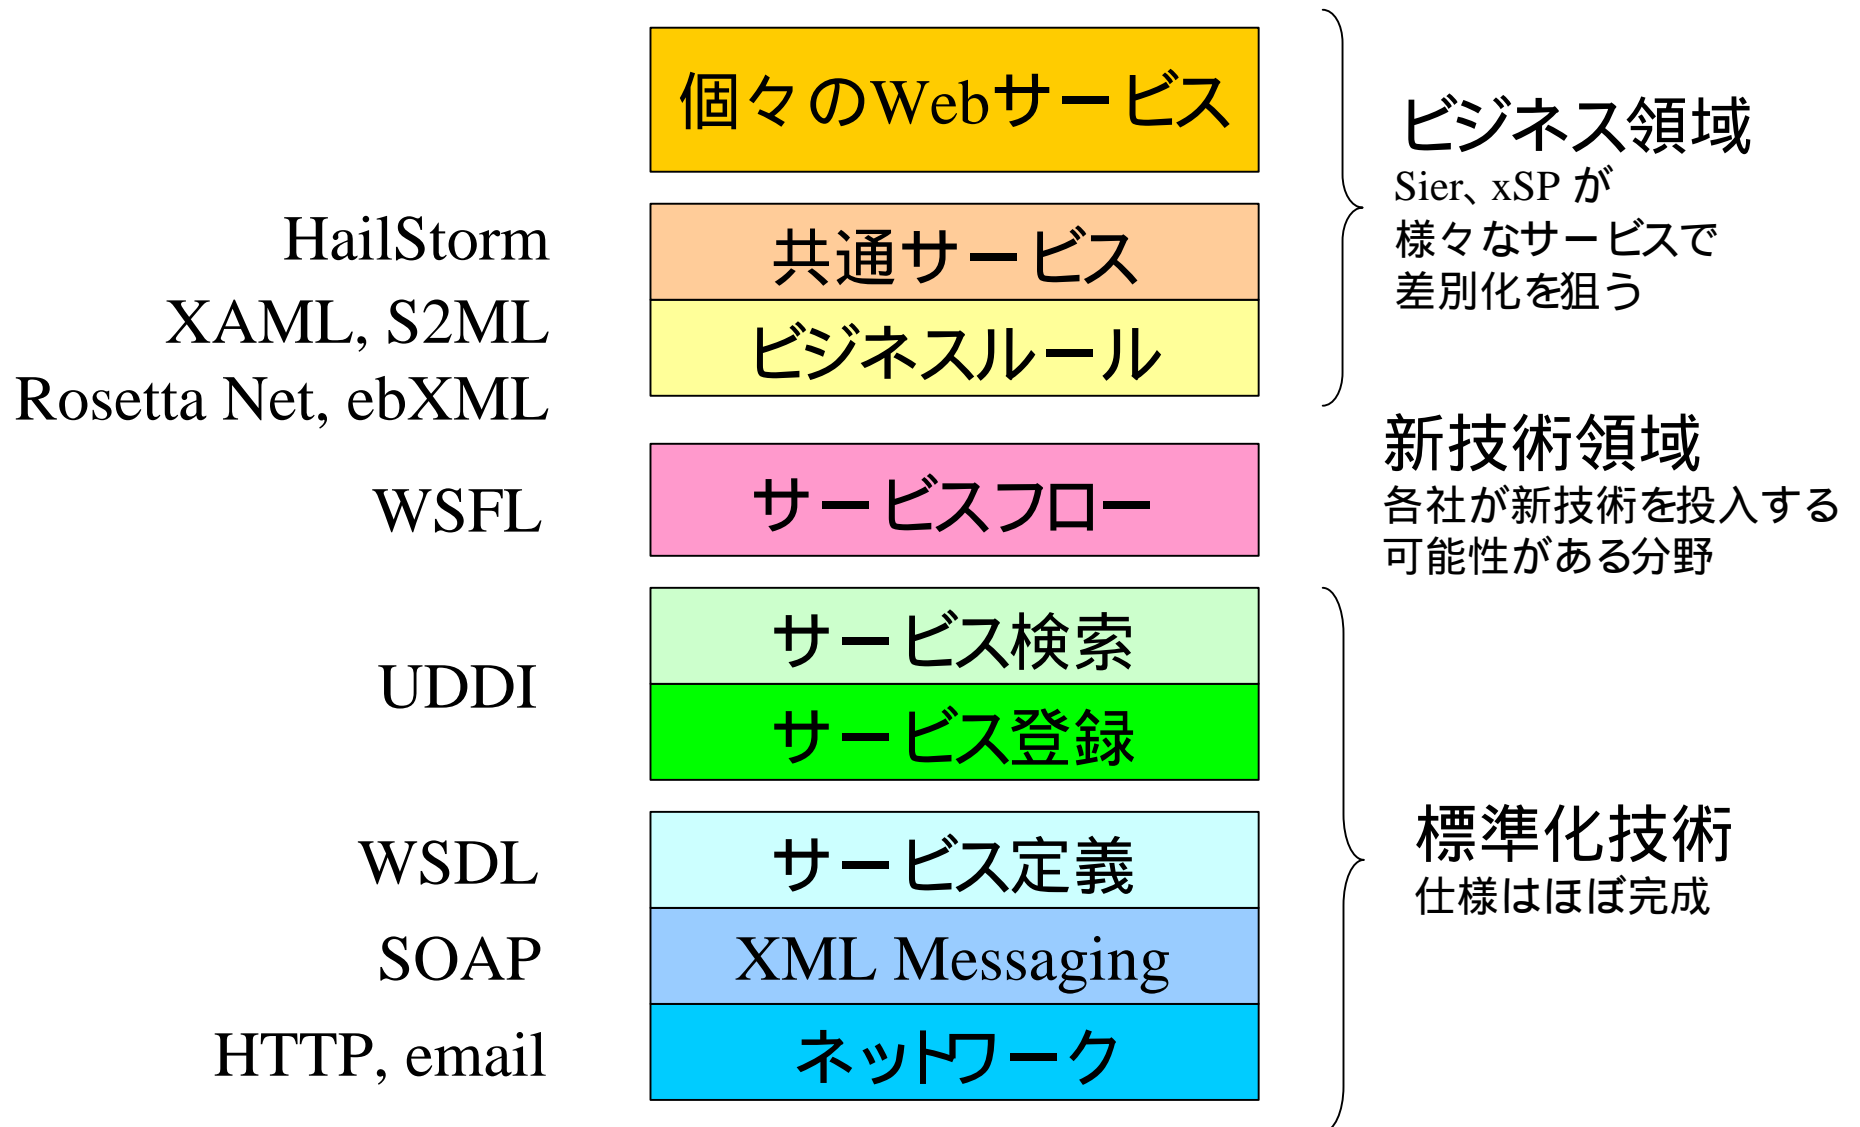 個々のWebサービス
HailStorm
XAML, S2ML
Rosetta Net, ebXML
共通サービス
ビジネスルール
ビジネス領域
Sier、xSP が
様々なサービスで
差別化を狙う
WSFL
サービスフロー
新技術領域
各社が新技術を投入する
可能性がある分野
UDDI
サービス検索
サービス登録
WSDL
サービス定義
SOAP
XML Messaging
HTTP, email
ネットワーク
標準化技術
仕様はほぼ完成